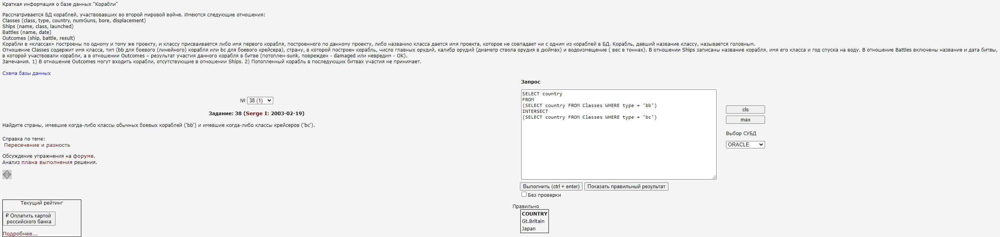 Краткая информация о базе данных "Корабли"
Рассматривается БД кораблей, участвовавших во второй мировой войне. Имеются следующие отношения:
Classes (class, type, country, numGuns, bore, displacement)
Ships (name, class, launched)
Battles (name, date)
Outcomes (ship, battle, result)
Корабли в «классах» построены по одному и тому же проекту, и классу присваивается либо имя первого корабля, построенного по данному проекту, либо названию класса дается имя проекта, которое не совпадает ни с одним из кораблей в БД. Корабль, давший название классу, называется головным.
Отношение Classes содержит имя класса, тип (bb для боевого (линейного) корабля или bc для боевого крейсера), страну, в которой построен корабль, число главных орудий, калибр орудий (диаметр ствола орудия в дюймах) и водоизмещение ( вес в тоннах). В отношении Ships записаны название корабля, имя его класса и год спуска на воду. В отношение Battles включены название и дата битвы,
в которой участвовали корабли, а в отношении Outcomes – результат участия данного корабля в битве (потоплен-sunk, поврежден - damaged или невредим - OK).
Замечания. 1) В отношение Outcomes могут входить корабли, отсутствующие в отношении Ships. 2) Потопленный корабль в последующих битвах участия не принимает.
Схема базы данных
№ 38 (1)
Задание: 38 (Serge I: 2003-02-19)
Найдите страны, имевшие когда-либо классы обычных боевых кораблей ('bb') и имевшие когда-либо классы крейсеров ('bc').
Справка по теме:
Пересечение и разность
Обсуждение упражнения на форуме.
Анализ плана выполнения решения.
Текущий рейтинг
₽ Оплатить картой
российского банка
Подробнее...
Запрос
SELECT country
FROM
(SELECT country FROM Classes WHERE type = 'bb')
INTERSECT
(SELECT country FROM Classes WHERE type = 'bc')
cls
max
Выбор СУБД
ORACLE
Выполнить (ctrl + enter) Показать правильный результат
Без проверки
Правильно
COUNTRY
Gt.Britain
Japan